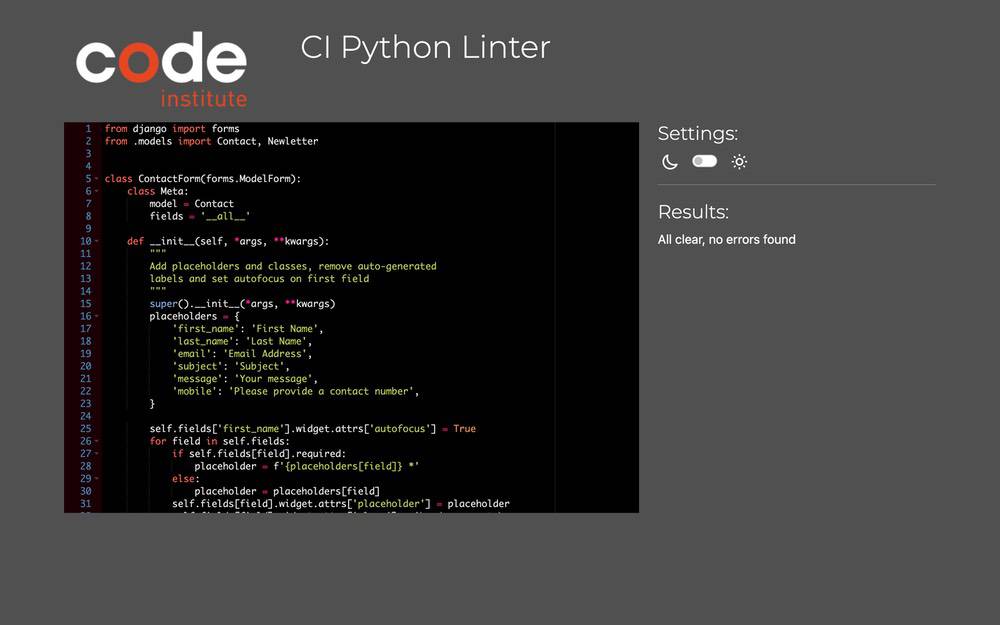 code
institute
CI Python Linter
1 from django import forms
2 from .models import Contact, Newletter
3
4
5 class ContactForm(forms.ModelForm):
6     class Meta:
7         model = Contact
8         fields = '__all__'
9
10     def __init__(self, *args, **kwargs):
11         """
12         Add placeholders and classes, remove auto-generated
13         labels and set autofocus on first field
14         """
15         super().__init__(*args, **kwargs)
16         placeholders = {
17             'first_name': 'First Name',
18             'last_name': 'Last Name',
19             'email': 'Email Address',
20             'subject': 'Subject',
21             'message': 'Your message',
22             'mobile': 'Please provide a contact number',
23         }
24
25         self.fields['first_name'].widget.attrs['autofocus'] = True
26         for field in self.fields:
27             if self.fields[field].required:
28                 placeholder = f'{placeholders[field]} *'
29             else:
30                 placeholder = placeholders[field]
31             self.fields[field].widget.attrs['placeholder'] = placeholder
Settings:
Results:
All clear, no errors found